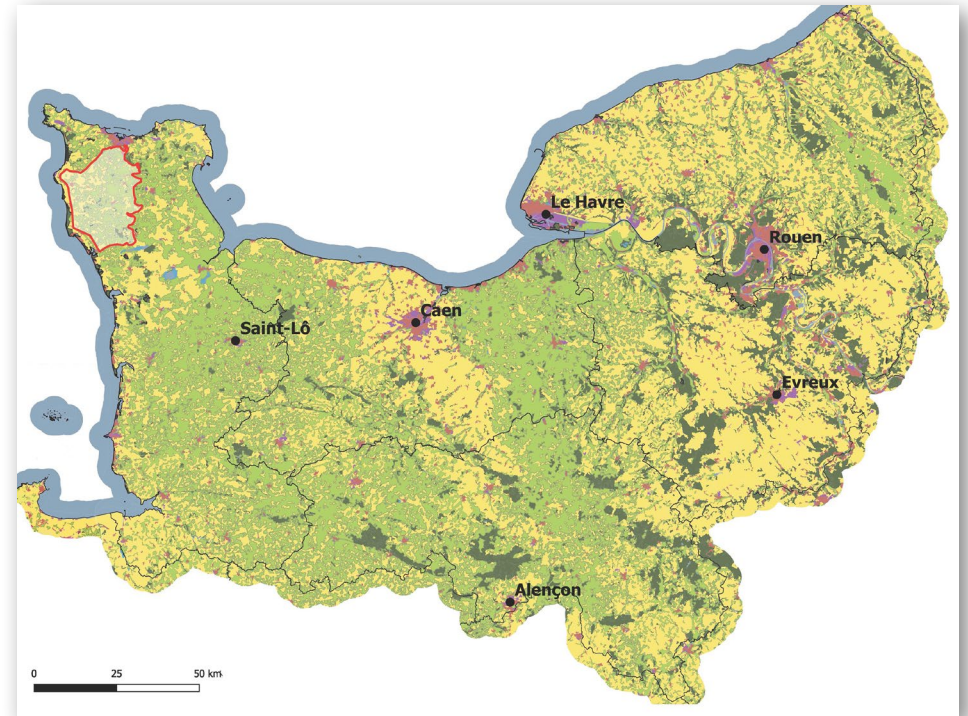 Le Havre
Rouen
Caen
Saint-Lô
Evreux
Alençon
0 25 50 km